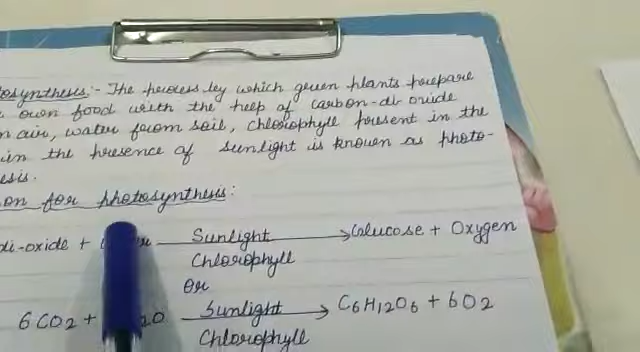 osynthesis:- The process by which green plants prepare
own food with the help of carbon-di oxide
m air, water from soil, chlorophyll present in the
in the presence of sunlight is known as photo-
esis.
on for photosynthesis:
di-oxide + Sunlight Glucose + Oxygen
Chlorophyll
Or
6CO2 + 2O Sunlight C6H12O6 + 6O2
Chlorophyll